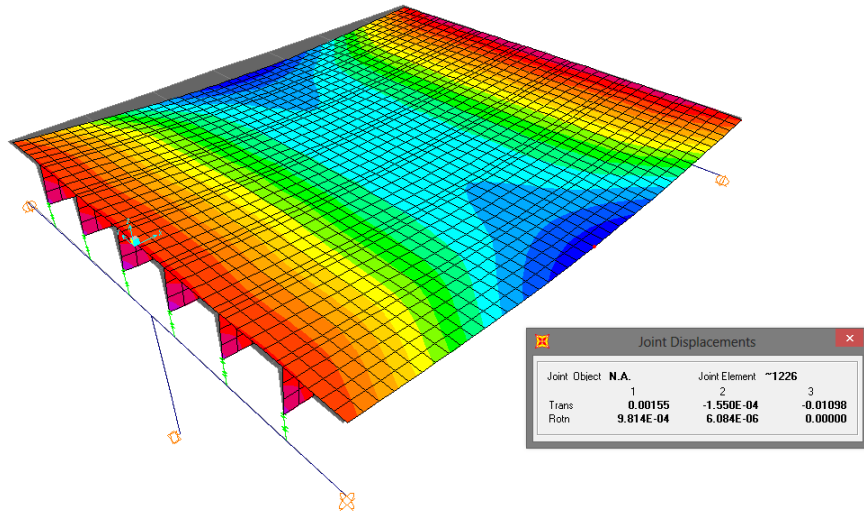 Joint Displacements
Joint Object N.A. Joint Element ~1226
1 2 3
Trans 0.00155 -1.550E-04 -0.01098
Rotn 9.814E-04 6.084E-06 0.00000